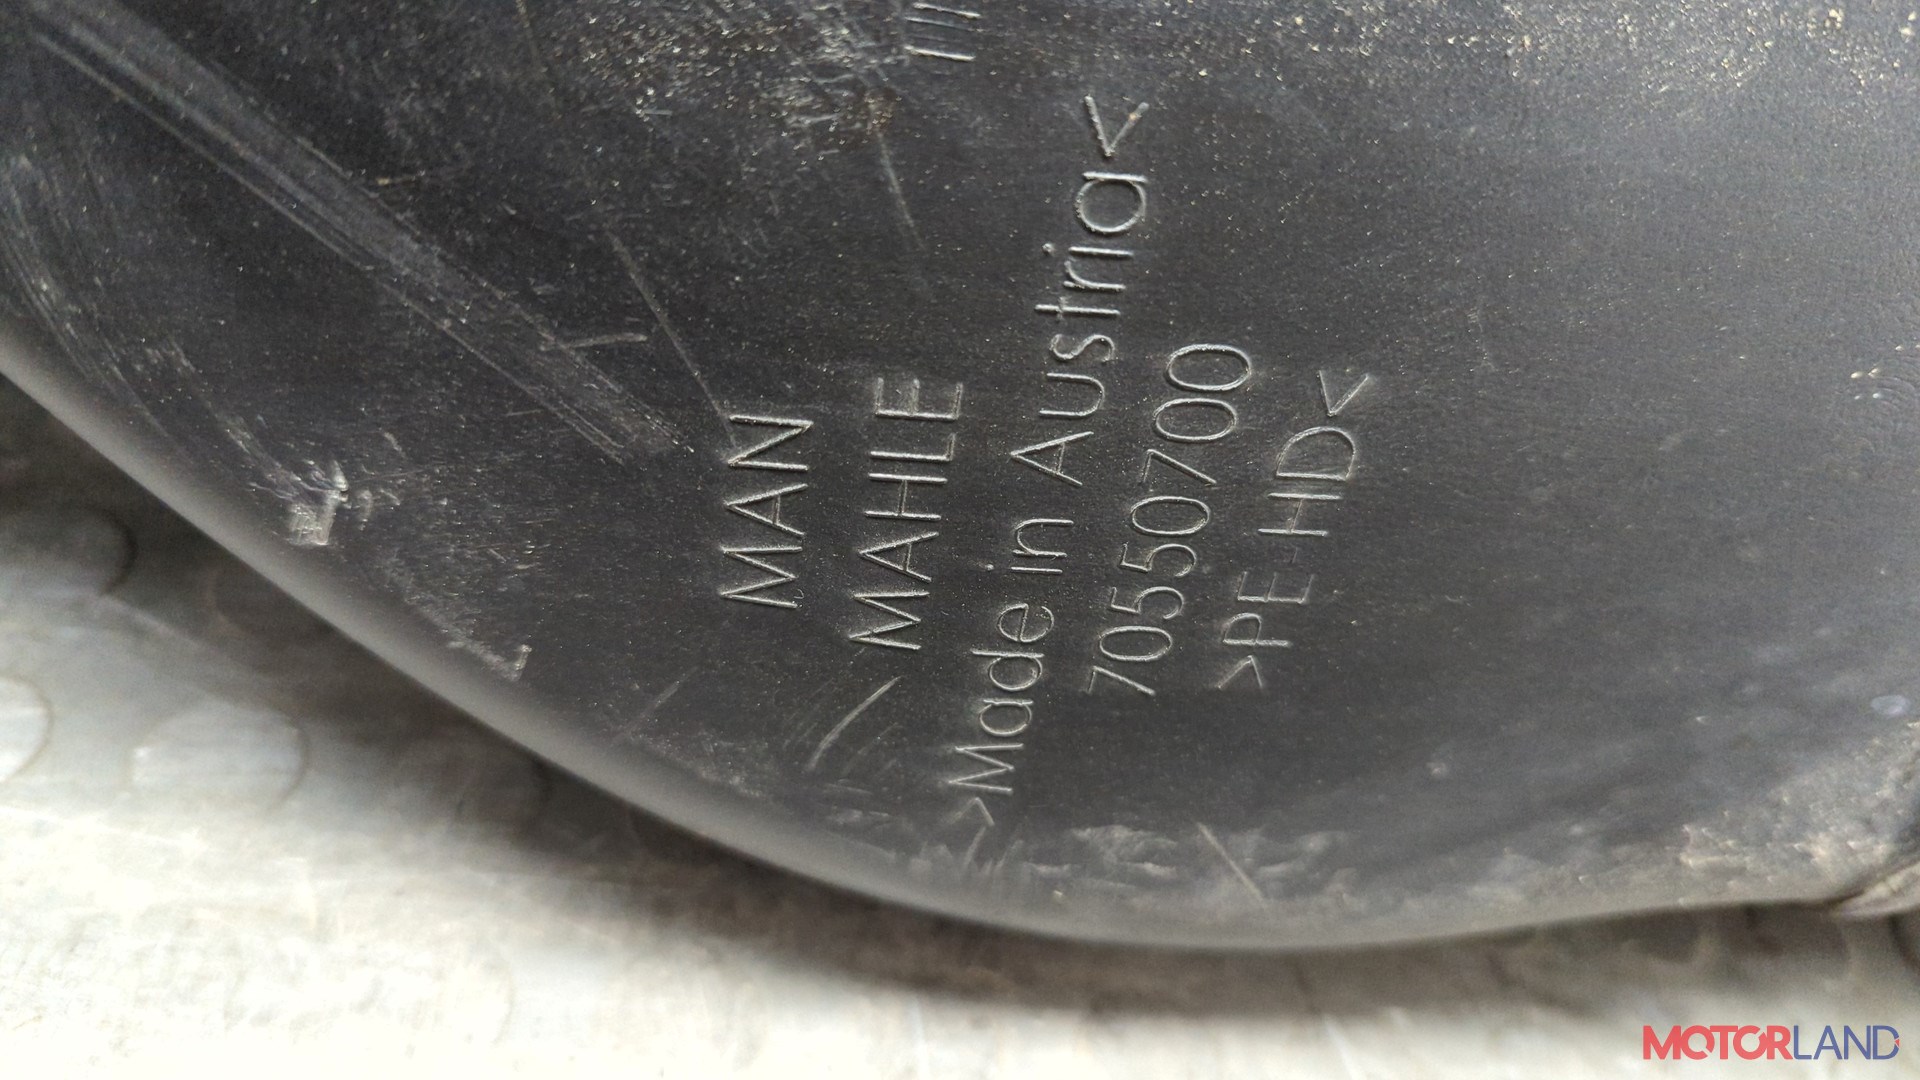 MAN
MAHLE
>Made in Austria<
70550700
>PE-HD<
MOTORLAND